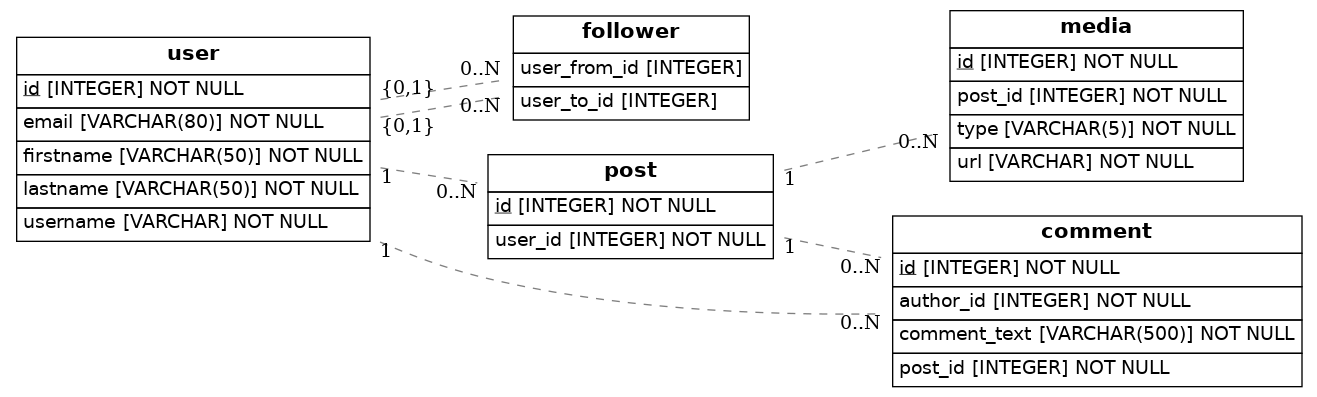 user
id [INTEGER] NOT NULL
email [VARCHAR(80)] NOT NULL
firstname [VARCHAR(50)] NOT NULL
lastname [VARCHAR(50)] NOT NULL
username [VARCHAR] NOT NULL
{0,1}
0..N
{0,1}
0..N
follower
user_from_id [INTEGER]
user_to_id [INTEGER]
1
0..N
post
id [INTEGER] NOT NULL
user_id [INTEGER] NOT NULL
1
0..N
media
id [INTEGER] NOT NULL
post_id [INTEGER] NOT NULL
type [VARCHAR(5)] NOT NULL
url [VARCHAR] NOT NULL
1
0..N
1
0..N
comment
id [INTEGER] NOT NULL
author_id [INTEGER] NOT NULL
comment_text [VARCHAR(500)] NOT NULL
post_id [INTEGER] NOT NULL